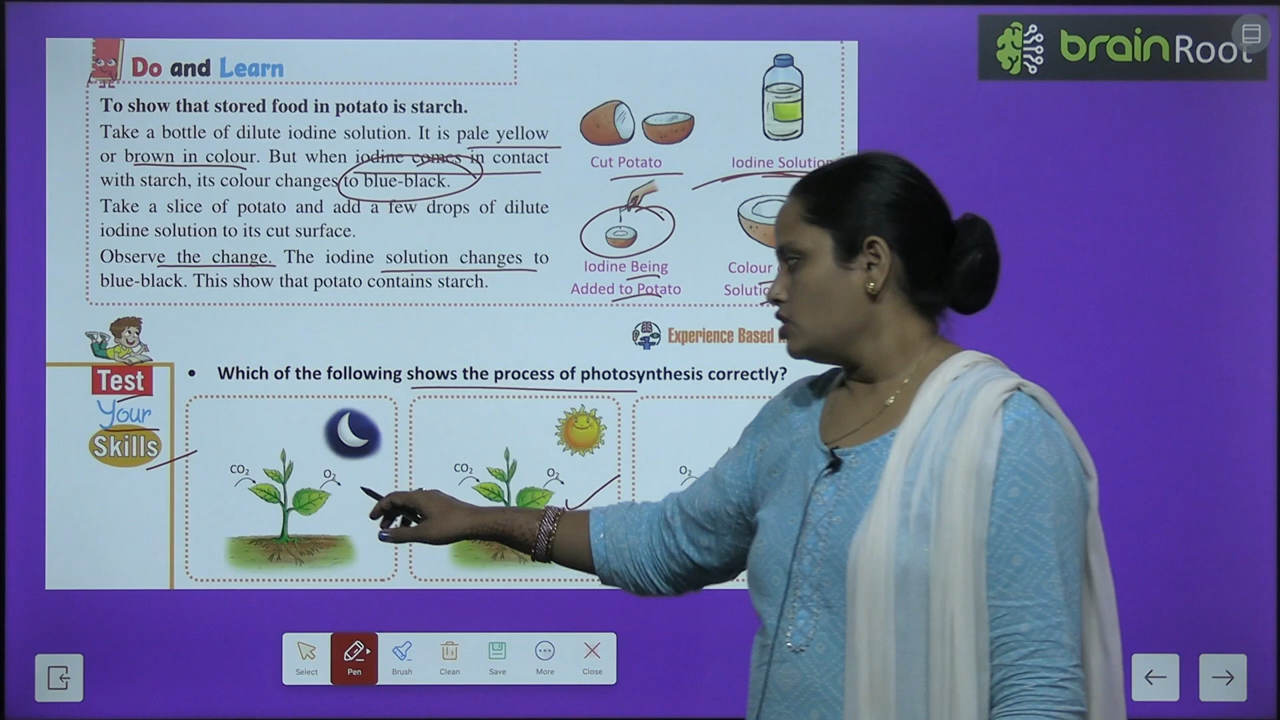 brainRoot
Do and Learn
To show that stored food in potato is starch.
Take a bottle of dilute iodine solution. It is pale yellow
or brown in colour. But when iodine comes in contact
with starch, its colour changes to blue-black.
Take a slice of potato and add a few drops of dilute
iodine solution to its cut surface.
Observe the change. The iodine solution changes to
blue-black. This show that potato contains starch.
Cut Potato
Iodine Solution
Iodine Being
Added to Potato
Colour
Experience Based
Test
Your
Skills
• Which of the following shows the process of photosynthesis correctly?
CO2
O2
CO2
O2
O2
Select
Pen
Brush
Clean
Save
More
Close